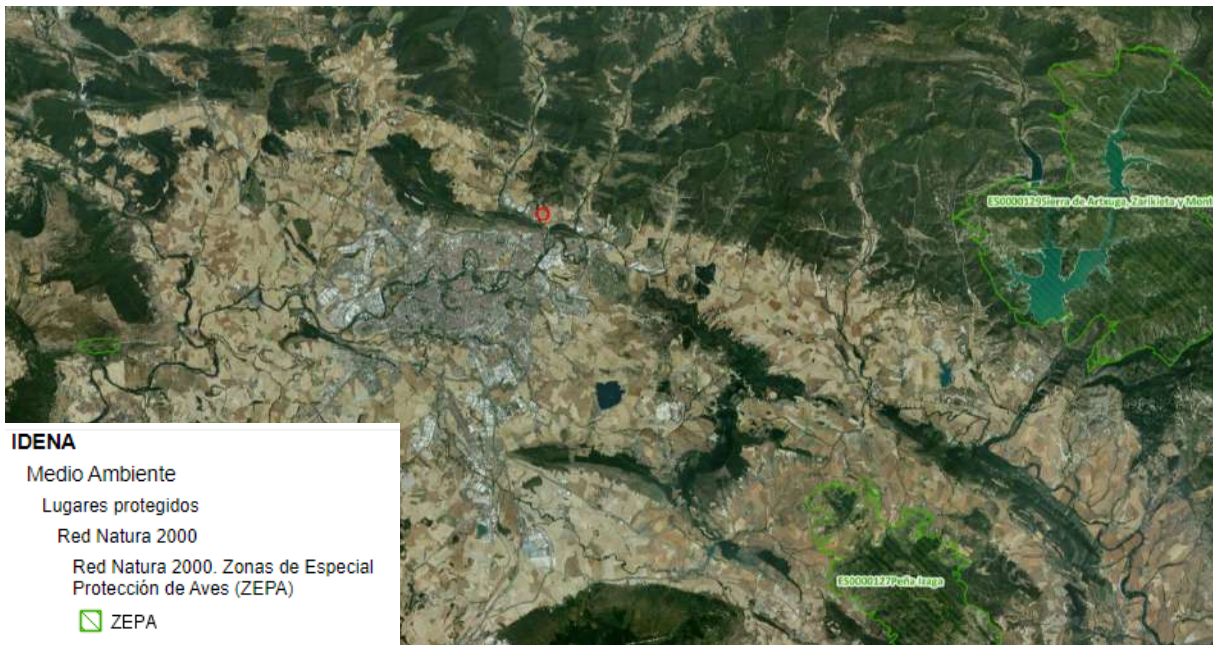 ES0000129Sierra de Artxuga, Zarikieta y Mont
ES0000127Peña Izaga
IDENA
Medio Ambiente
Lugares protegidos
Red Natura 2000
Red Natura 2000. Zonas de Especial
Protección de Aves (ZEPA)
ZEPA